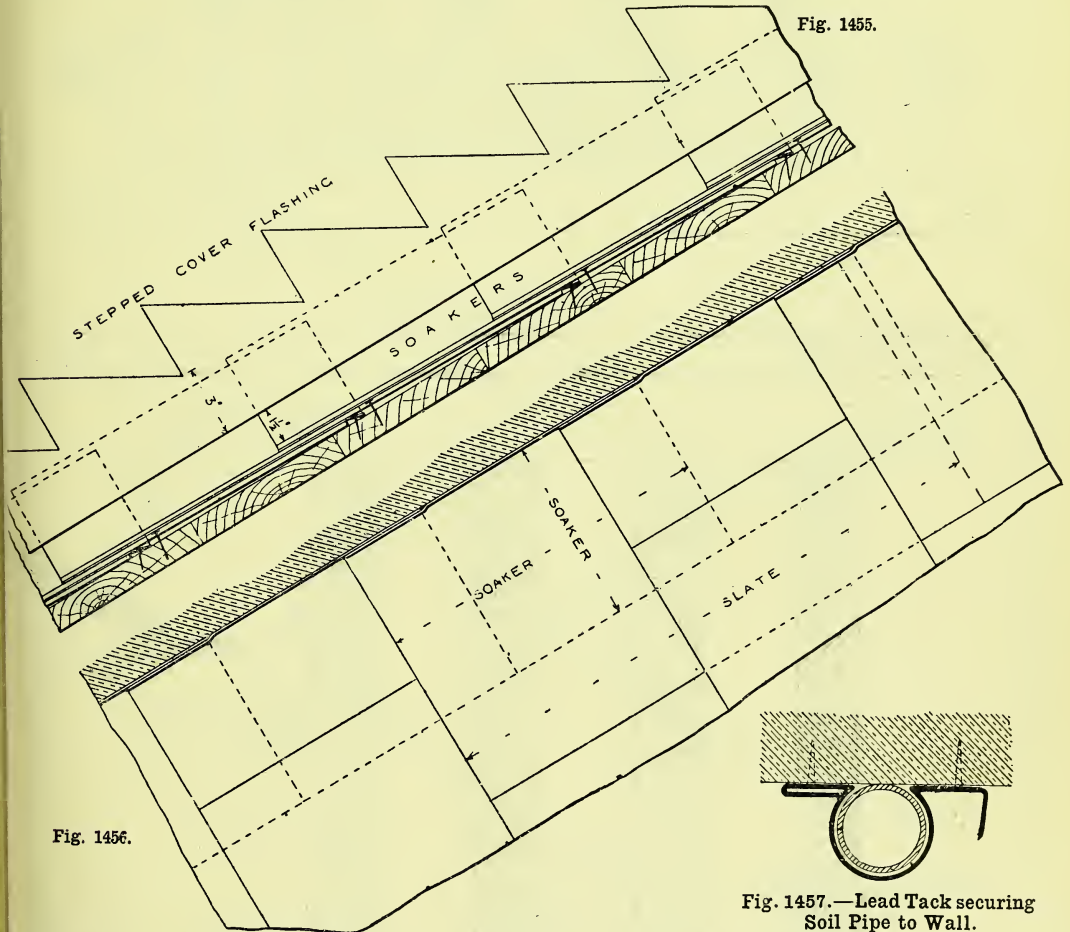 Fig. 1455.
STEPPED COVER FLASHING
SOAKERS
3"
SOAKER
SOAKER
SLATE
Fig. 1456.
Fig. 1457.—Lead Tack securing
Soil Pipe to Wall.